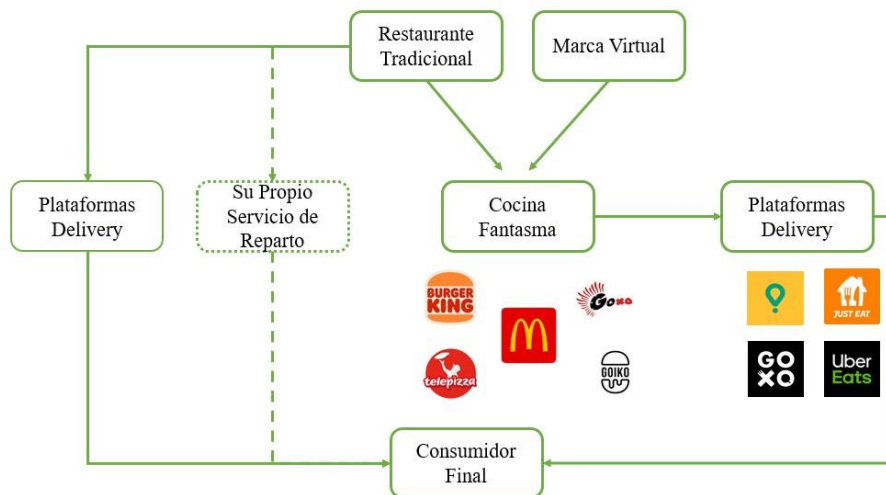 Restaurante
Tradicional
Marca Virtual
Plataformas
Delivery
Su Propio
Servicio de
Reparto
Cocina
Fantasma
Plataformas
Delivery
BURGER
KING
Goxo
telepizza
GOIKO
JUST EAT
GO
XO
Uber
Eats
Consumidor
Final